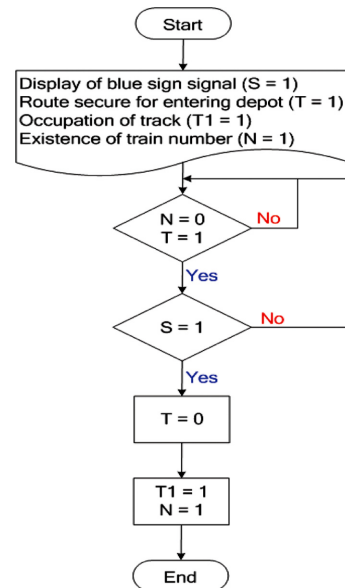 Start
Display of blue sign signal (S = 1)
Route secure for entering depot (T = 1)
Occupation of track (T1 = 1)
Existence of train number (N = 1)
N = 0
T = 1
No
Yes
S = 1
No
Yes
T = 0
T1 = 1
N = 1
End